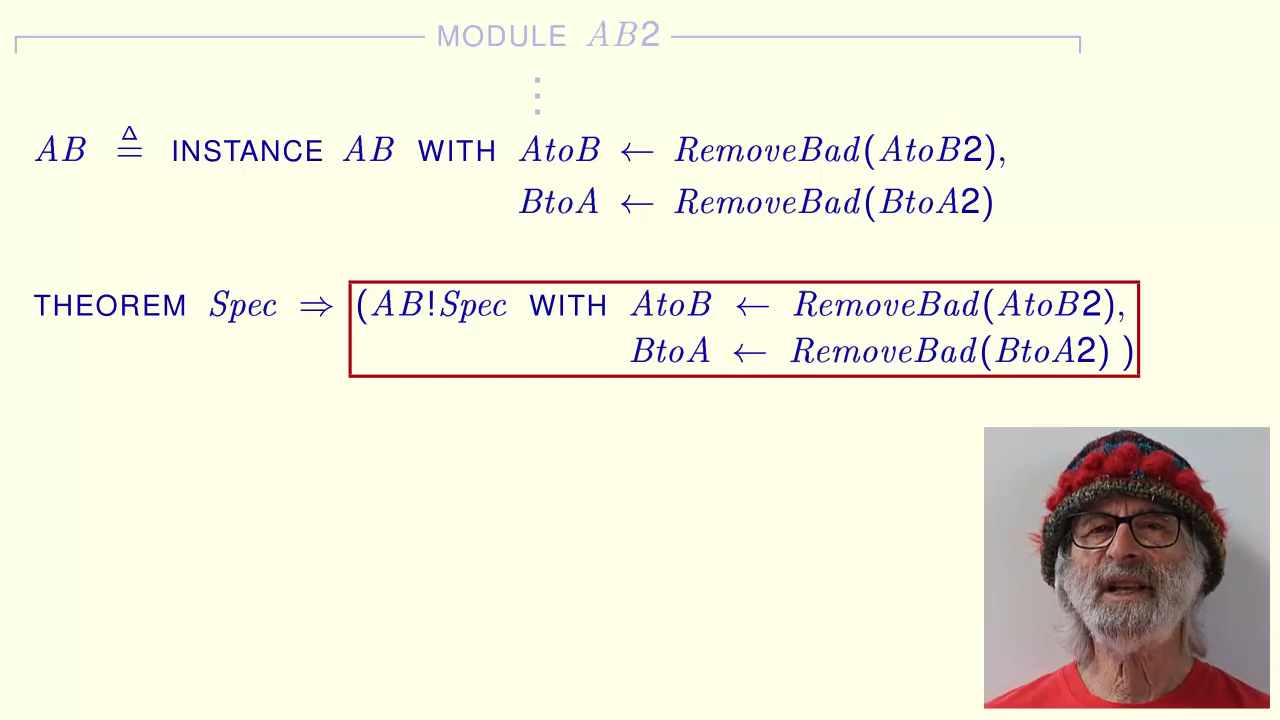 MODULE AB2
⋮
AB ≜ INSTANCE AB WITH AtoB ← RemoveBad(AtoB2),
BtoA ← RemoveBad(BtoA2)
THEOREM Spec ⇒ (AB!Spec WITH AtoB ← RemoveBad(AtoB2),
BtoA ← RemoveBad(BtoA2) )